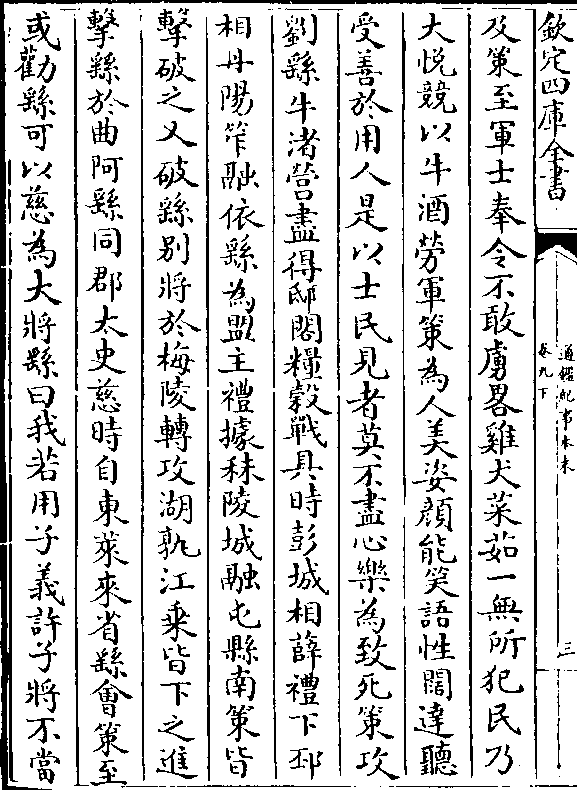 欽定四庫全書
通鑑紀事本末
卷九下
三
及策至軍士奉令不敢虜畧雞犬菜茹一無所犯民乃
大悅競以牛酒勞軍策為人美姿顔能笑語性闊達聽
受善於用人是以士民見者莫不盡心樂為致死策攻
劉繇牛渚營盡得邸閣糧穀戰具時彭城相薛禮下邳
相丹陽笮融依繇為盟主禮據秣陵城融屯縣南策皆
擊破之又破繇别將於梅陵轉攻湖孰江乗皆下之進
擊繇於曲阿繇同郡太史慈時自東萊來省繇會策至
或勸繇可以慈為大將繇曰我若用子義許子將不當